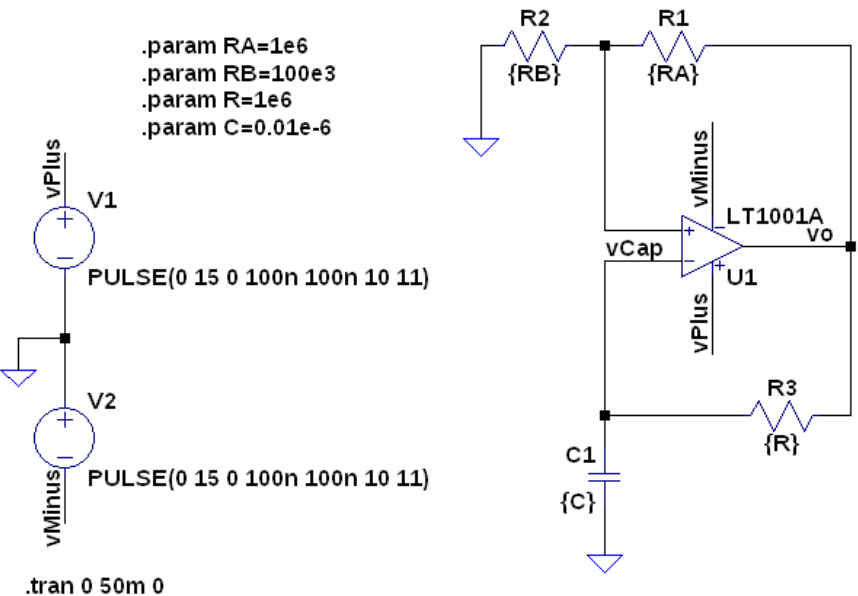 .param RA=1e6
.param RB=100e3
.param R=1e6
.param C=0.01e-6
vPlus
V1
+
−
PULSE(0 15 0 100n 100n 10 11)
V2
+
−
PULSE(0 15 0 100n 100n 10 11)
vMinus
.tran 0 50m 0
R2
{RB}
R1
{RA}
vMinus
LT1001A
vo
vCap
+
−
−
+
U1
vPlus
R3
{R}
C1
{C}